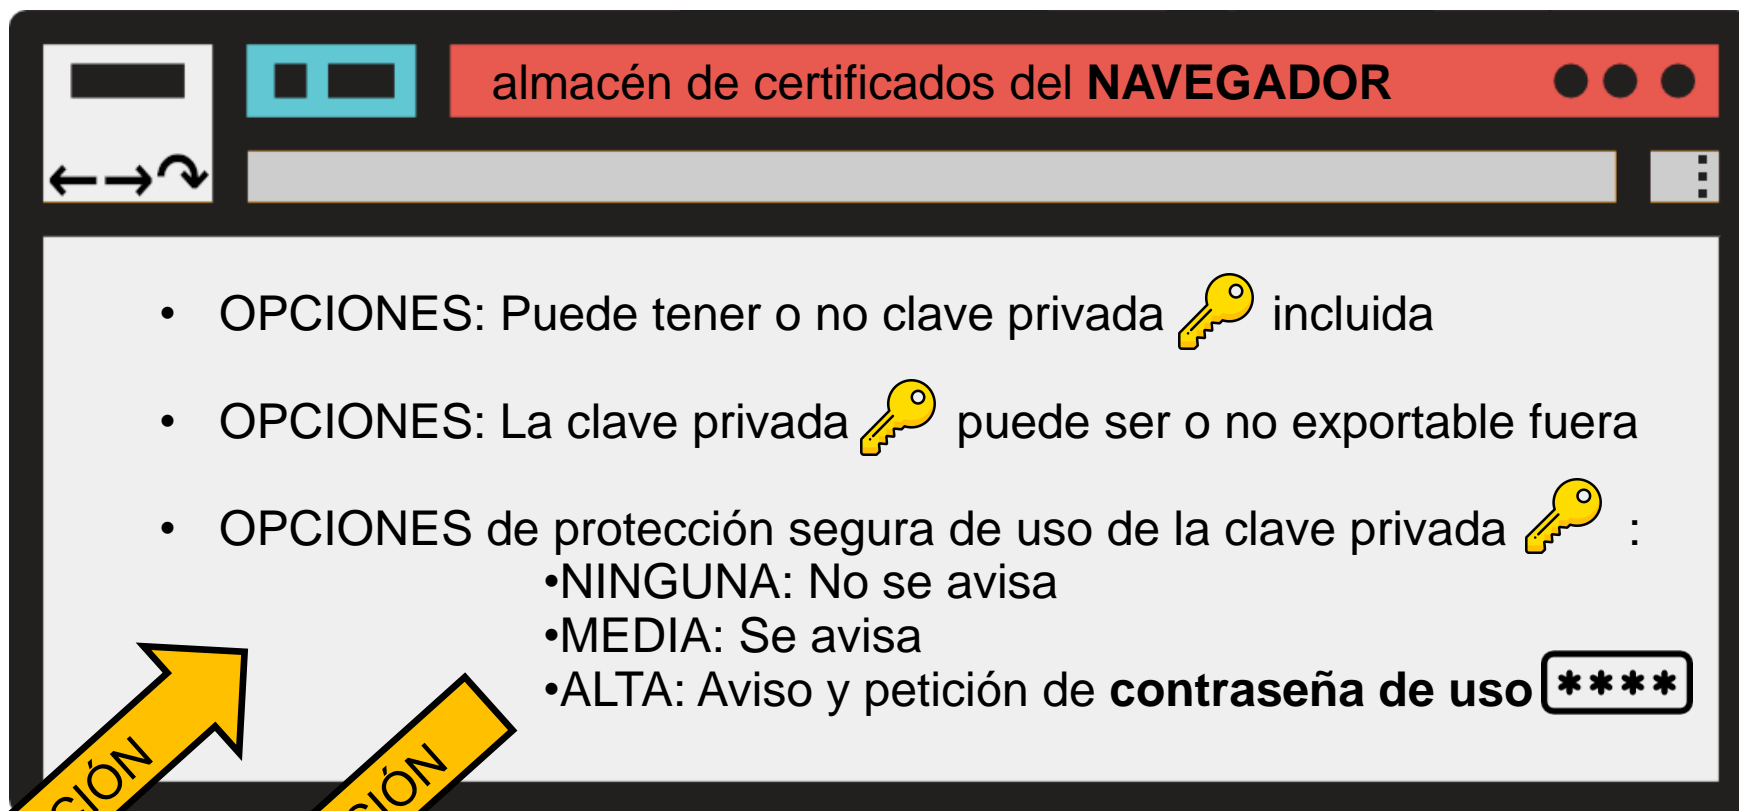 almacén de certificados del NAVEGADOR
• OPCIONES: Puede tener o no clave privada incluida
• OPCIONES: La clave privada puede ser o no exportable fuera
• OPCIONES de protección segura de uso de la clave privada :
•NINGUNA: No se avisa
•MEDIA: Se avisa
•ALTA: Aviso y petición de contraseña de uso ****